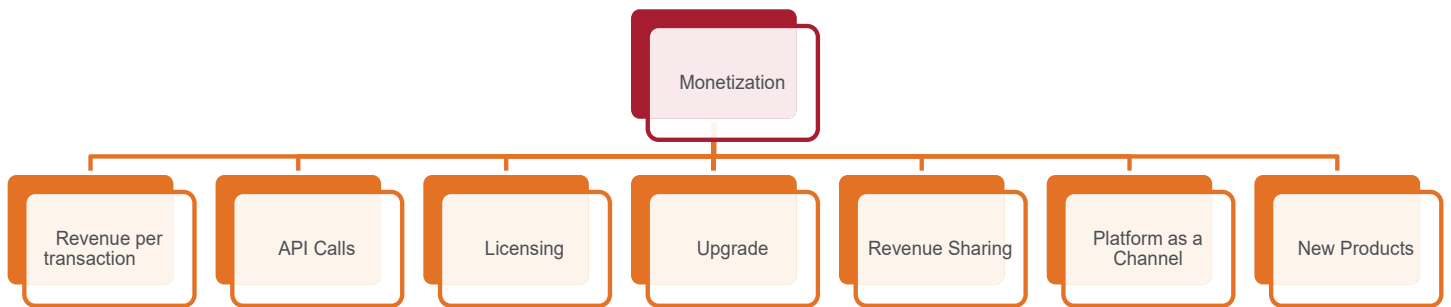 Monetization
Revenue per
transaction
API Calls
Licensing
Upgrade
Revenue Sharing
Platform as a
Channel
New Products